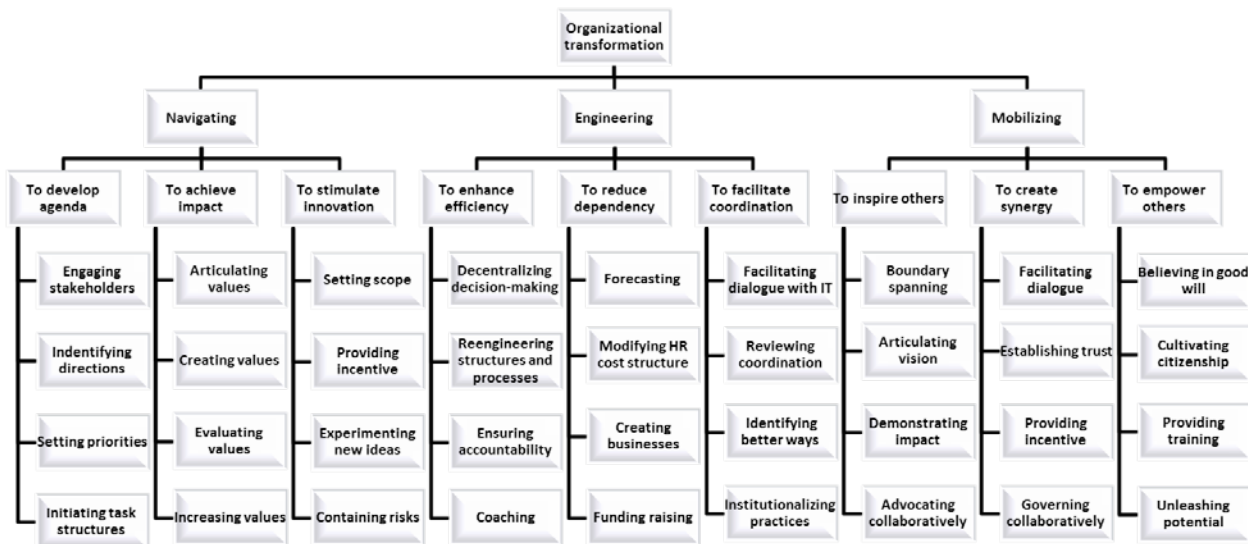 Organizational
transformation
Navigating
Engineering
Mobilizing
To develop
agenda
To achieve
impact
To stimulate
innovation
To enhance
efficiency
To reduce
dependency
To facilitate
coordination
To inspire others
To create
synergy
To empower
others
Engaging
stakeholders
Articulating
values
Setting scope
Decentralizing
decision-making
Forecasting
Facilitating
dialogue with IT
Boundary
spanning
Facilitating
dialogue
Believing in good
will
Indentifying
directions
Creating values
Providing
incentive
Reengineering
structures and
processes
Modifying HR
cost structure
Reviewing
coordination
Articulating
vision
Establishing trust
Cultivating
citizenship
Setting priorities
Evaluating
values
Experimenting
new ideas
Ensuring
accountability
Creating
businesses
Identifying
better ways
Demonstrating
impact
Providing
incentive
Providing
training
Initiating task
structures
Increasing values
Containing risks
Coaching
Funding raising
Institutionalizing
practices
Advocating
collaboratively
Governing
collaboratively
Unleashing
potential